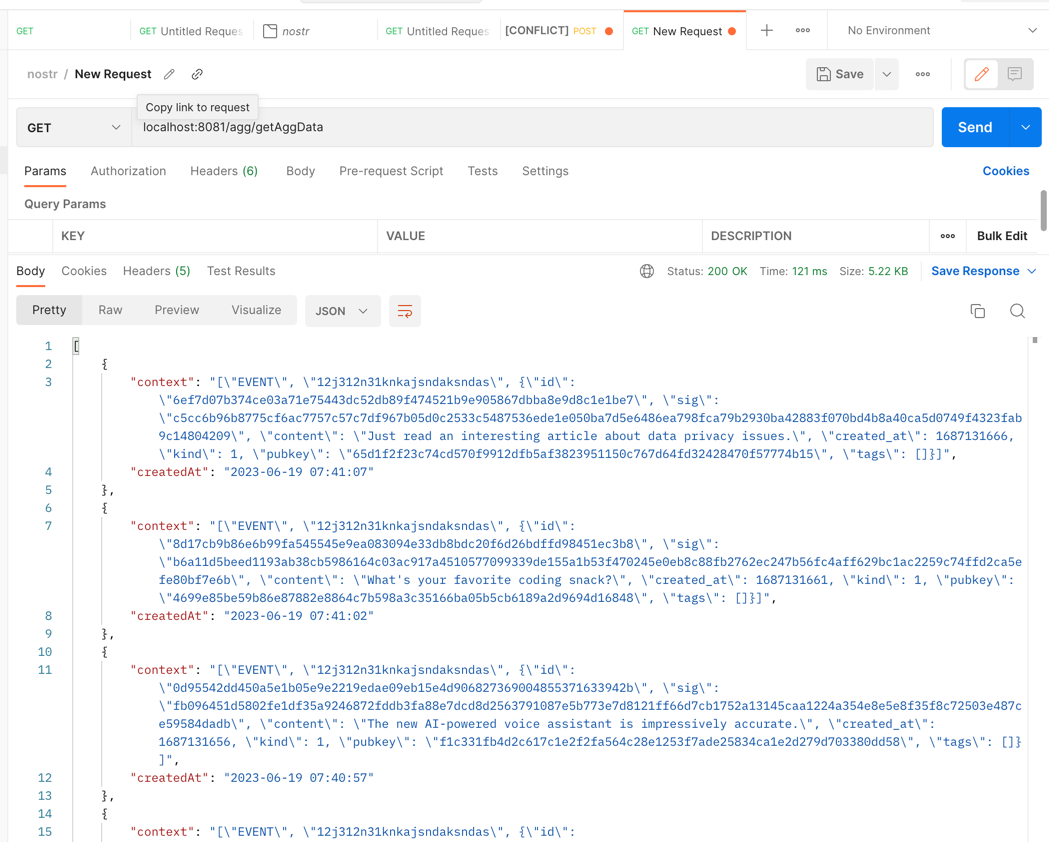 GET
GET Untitled Reques
nostr
GET Untitled Reques
[CONFLICT] POST
GET New Request
No Environment
nostr / New Request
Save
Copy link to request
GET
localhost:8081/agg/getAggData
Send
Params
Authorization
Headers (6)
Body
Pre-request Script
Tests
Settings
Cookies
Query Params
KEY
VALUE
DESCRIPTION
Bulk Edit
Body
Cookies
Headers (5)
Test Results
Status: 200 OK
Time: 121 ms
Size: 5.22 KB
Save Response
Pretty
Raw
Preview
Visualize
JSON
1 [
2 {
3 "context": "[\"EVENT\", \"12j312n31knkajsndaksndas\", {\"id\":
\"6ef7d07b374ce03a71e75443dc52db89f474521b9e905867dbba8e9d8c1e1be7\", \"sig\":
\"c5cc6b96b8775cf6ac7757c57c7df967b05d0c2533c5487536ede1e050ba7d5e6486ea798fca79b2930ba42883f070bd4b8a40ca5d0749f4323fab
9c14804209\", \"content\": \"Just read an interesting article about data privacy issues.\", \"created_at\": 1687131666,
\"kind\": 1, \"pubkey\": \"65d1f2f23c74cd570f9912dfb5af3823951150c767d64fd32428470f57774b15\", \"tags\": []}]",
4 "createdAt": "2023-06-19 07:41:07"
5 },
6 {
7 "context": "[\"EVENT\", \"12j312n31knkajsndaksndas\", {\"id\":
\"8d17cb9b86e6b99fa545545e9ea083094e33db8bdc20f6d26bdffd98451ec3b8\", \"sig\":
\"b6a11d5beed1193ab38cb5986164c03ac917a4510577099339de155a1b53f470245e0eb8c88fb2762ec247b56fc4aff629bc1ac2259c74ffd2ca5e
fe80bf7e6b\", \"content\": \"What's your favorite coding snack?\", \"created_at\": 1687131661, \"kind\": 1, \"pubkey\":
\"4699e85be59b86e87882e8864c7b598a3c35166ba05b5cb6189a2d9694d16848\", \"tags\": []}]",
8 "createdAt": "2023-06-19 07:41:02"
9 },
10 {
11 "context": "[\"EVENT\", \"12j312n31knkajsndaksndas\", {\"id\":
\"0d95542dd450a5e1b05e9e2219edae09eb15e4d906827369004855371633942b\", \"sig\":
\"fb096451d5802fe1df35a9246872fddb3fa88e7dcd8d2563791087e5b773e7d8121ff66d7cb1752a13145caa1224a354e8e5e8f35f8c72503e487c
e59584dadb\", \"content\": \"The new AI-powered voice assistant is impressively accurate.\", \"created_at\":
1687131656, \"kind\": 1, \"pubkey\": \"f1c331fb4d2c617c1e2f2fa564c28e1253f7ade25834ca1e2d279d703380dd58\", \"tags\": []}
]",
12 "createdAt": "2023-06-19 07:40:57"
13 },
14 {
15 "context": "[\"EVENT\", \"12j312n31knkajsndaksndas\", {\"id\":